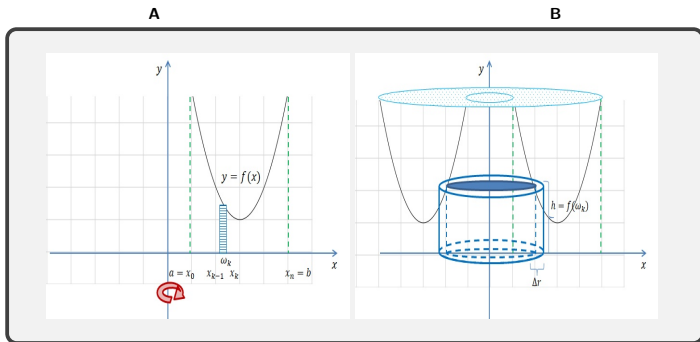 A
B
y
y = f(x)
ω_k
a = x_0
x_{k−1}
x_k
x_n = b
x
y
h = f(ω_k)
Δr
x